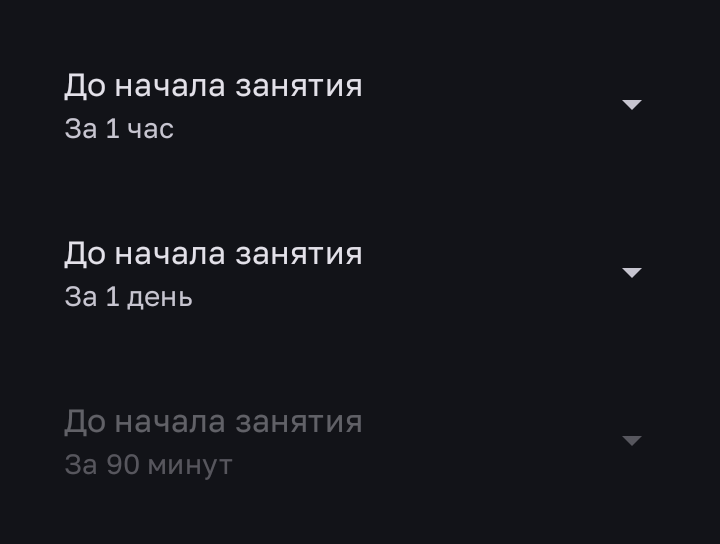 До начала занятия
За 1 час
До начала занятия
За 1 день
До начала занятия
За 90 минут